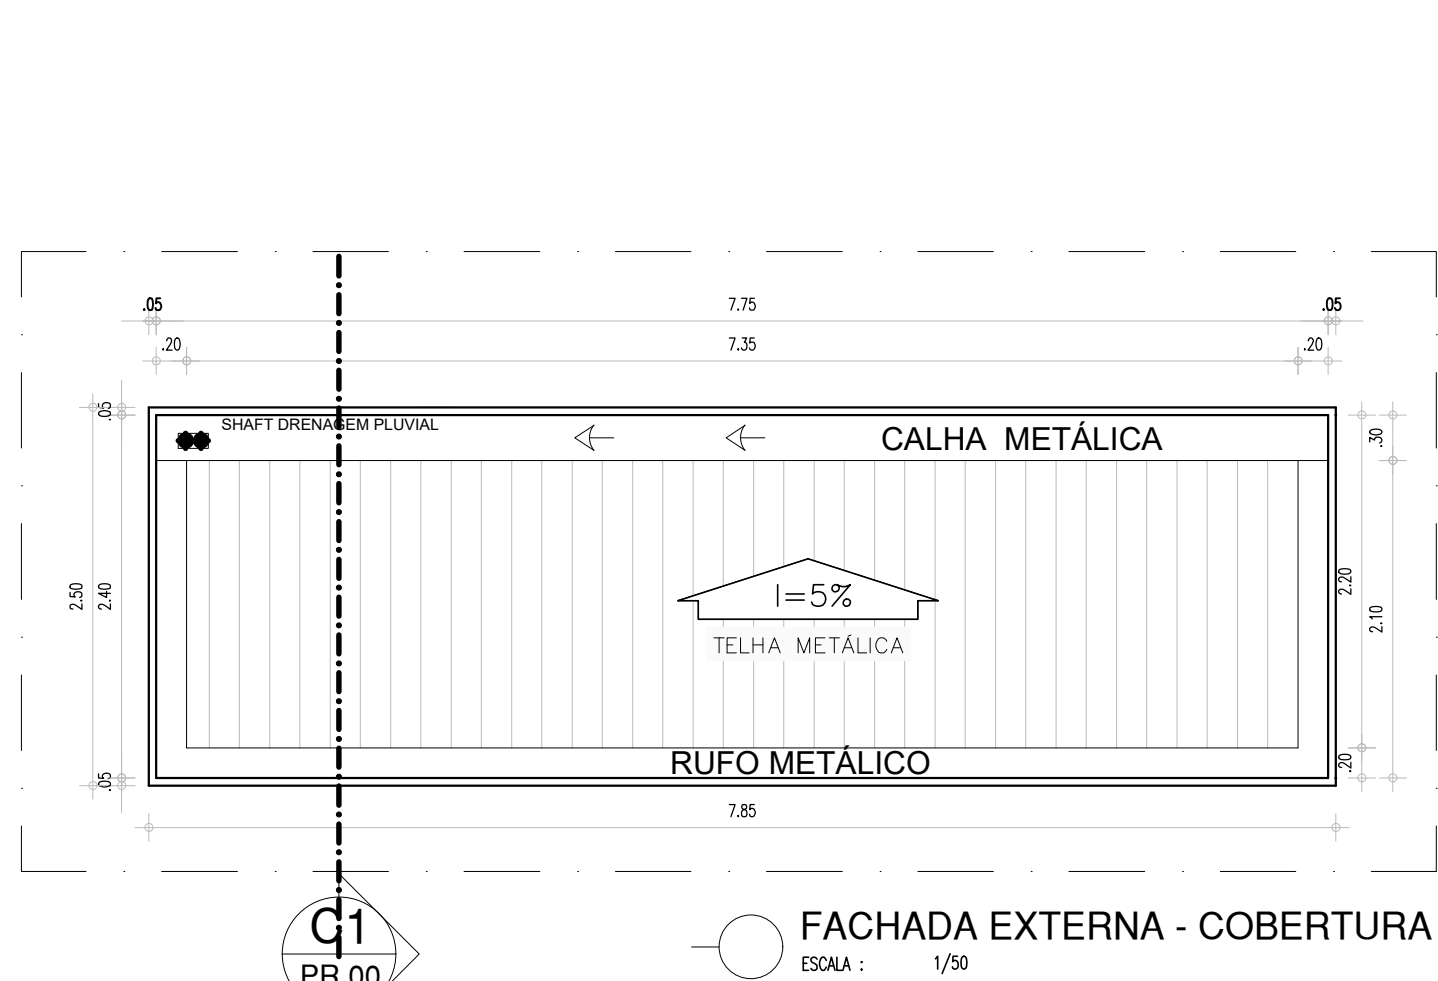 .05 7.75 .05
.20 7.35 .20
.05
SHAFT DRENAGEM PLUVIAL
CALHA METÁLICA
.30
2.50
2.40
I=5%
TELHA METÁLICA
2.20
2.10
RUFO METÁLICO
.20
.05
7.85
C1
PR.00
FACHADA EXTERNA - COBERTURA
ESCALA : 1/50